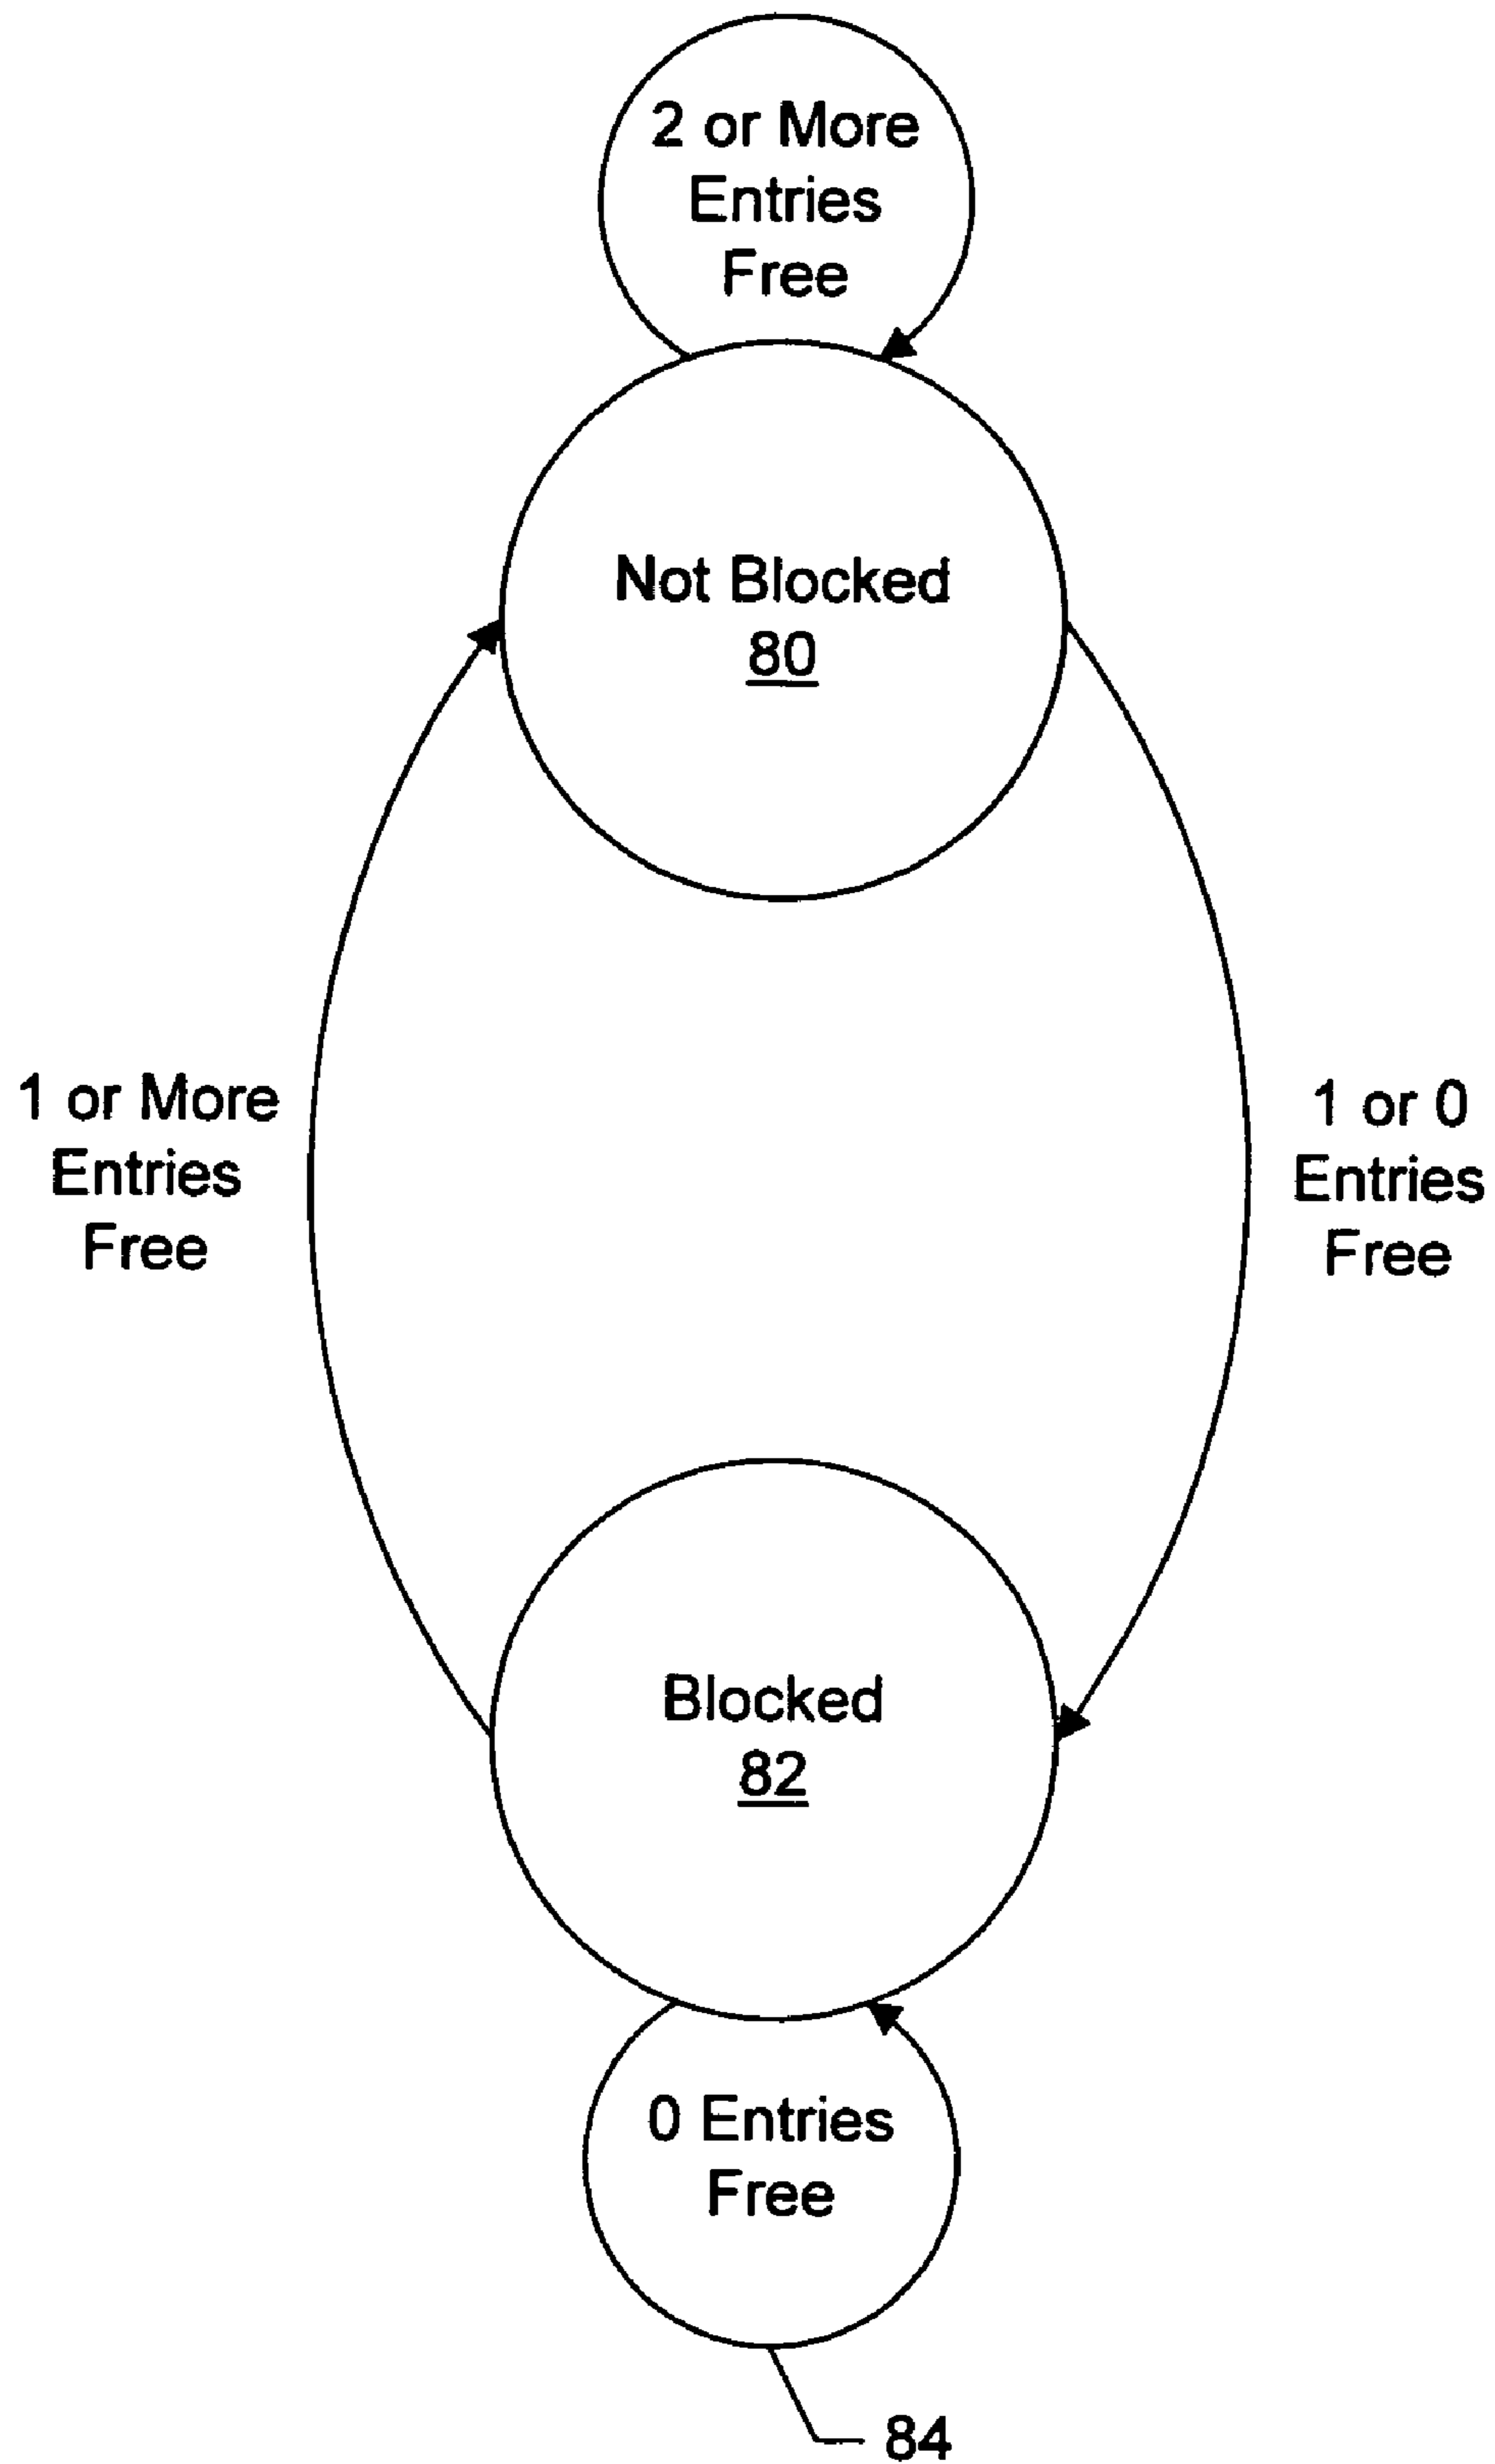 2 or More
Entries
Free
Not Blocked
80
1 or More
Entries
Free
1 or 0
Entries
Free
Blocked
82
0 Entries
Free
84